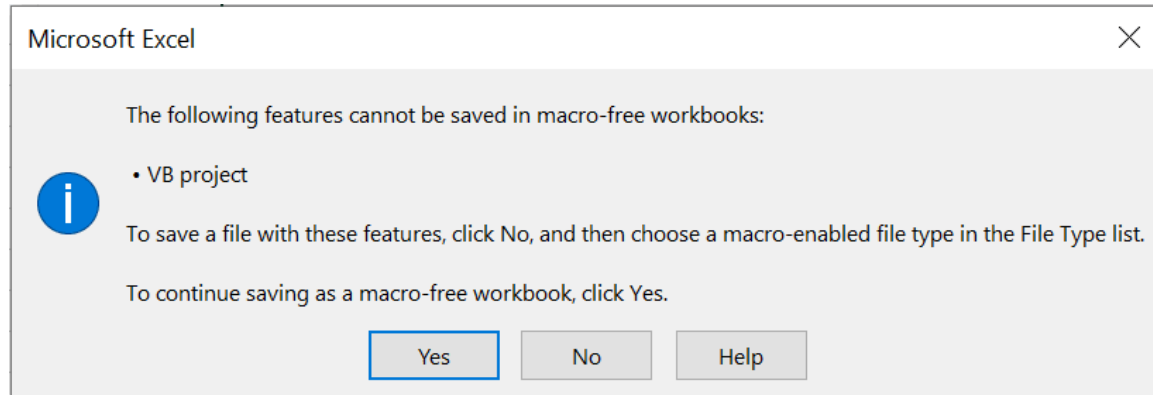 Microsoft Excel
The following features cannot be saved in macro-free workbooks:
• VB project
To save a file with these features, click No, and then choose a macro-enabled file type in the File Type list.
To continue saving as a macro-free workbook, click Yes.
Yes No Help